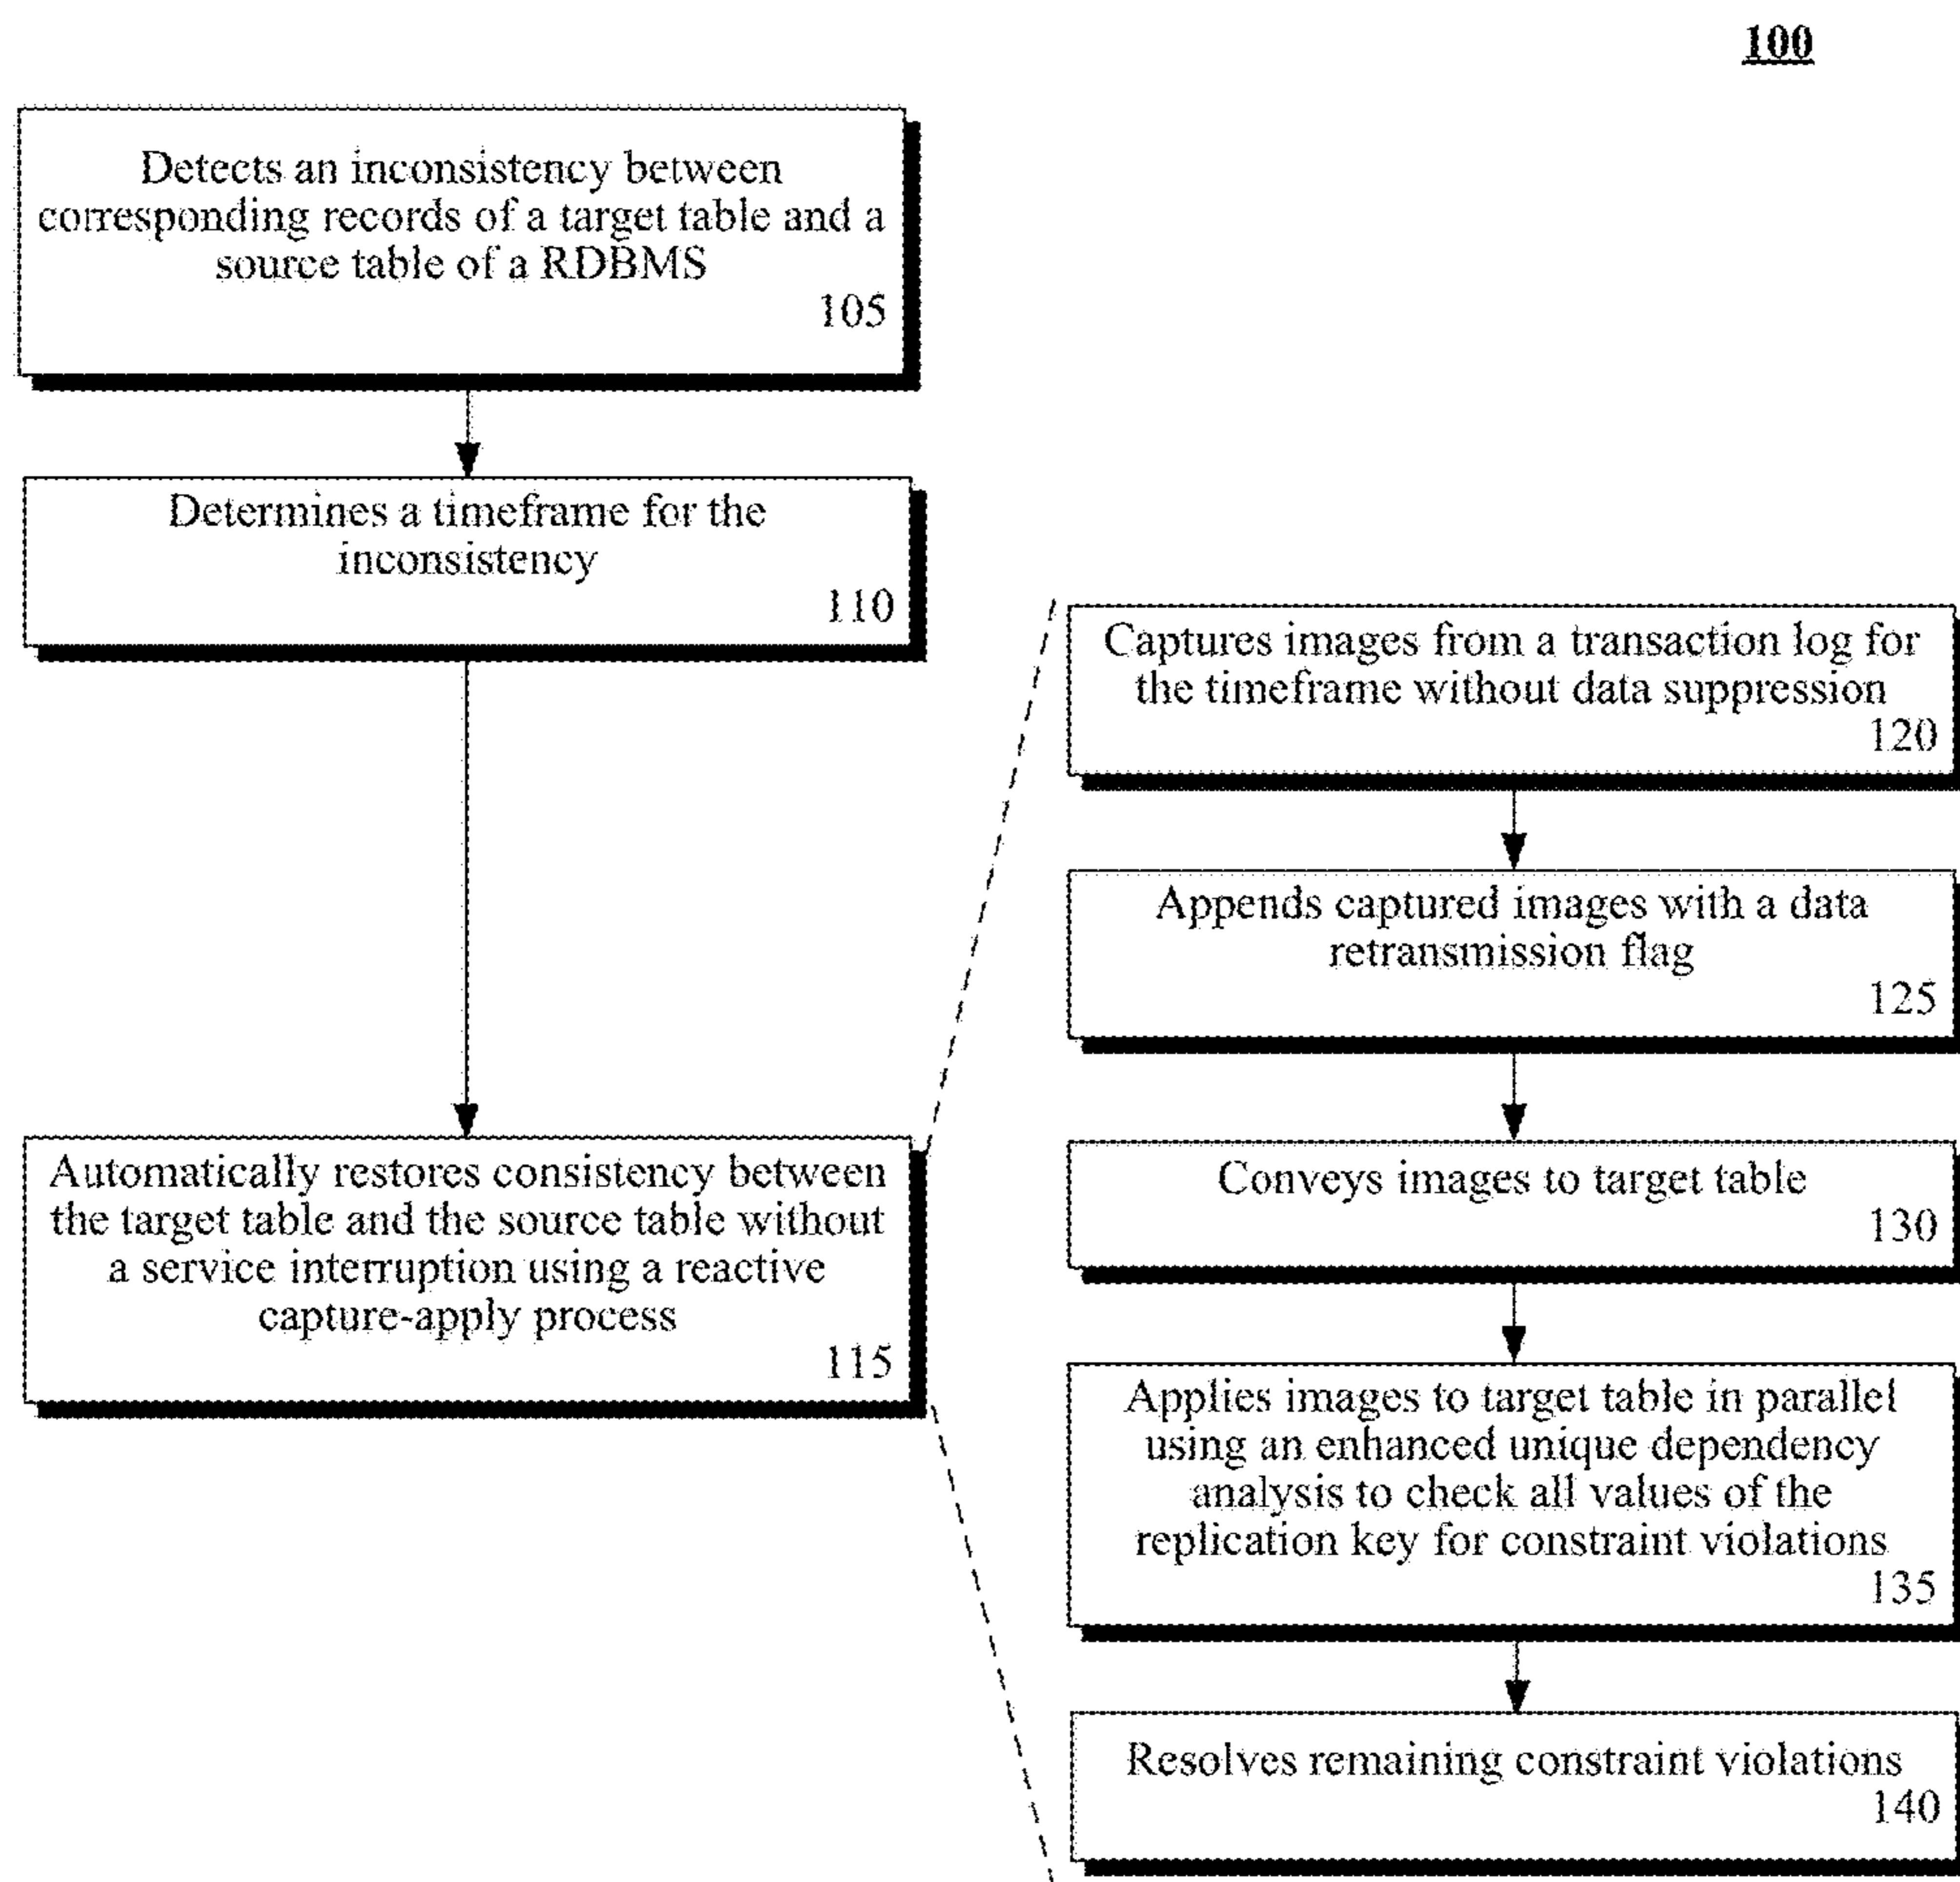 100
Detects an inconsistency between
corresponding records of a target table and a
source table of a RDBMS
105
Determines a timeframe for the
inconsistency
110
Automatically restores consistency between
the target table and the source table without
a service interruption using a reactive
capture-apply process
115
Captures images from a transaction log for
the timeframe without data suppression
120
Appends captured images with a data
retransmission flag
125
Conveys images to target table
130
Applies images to target table in parallel
using an enhanced unique dependency
analysis to check all values of the
replication key for constraint violations
135
Resolves remaining constraint violations
140